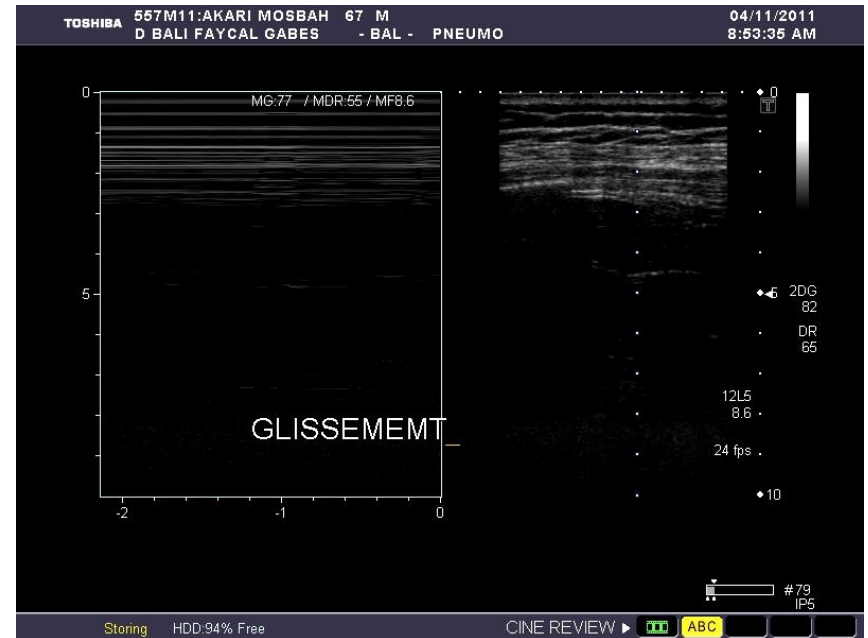 TOSHIBA 557M11:AKARI MOSBAH 67 M 04/11/2011
D BALI FAYCAL GABES - BAL - PNEUMO 8:53:35 AM
0 MG:77 / MDR:55 / MF8.6 0
T
5 5 2DG
82
DR
65
12L5
8.6
GLISSEMEMT_
24 fps
10
-2 -1 0
#79
IP5
Storing HDD:94% Free CINE REVIEW ABC